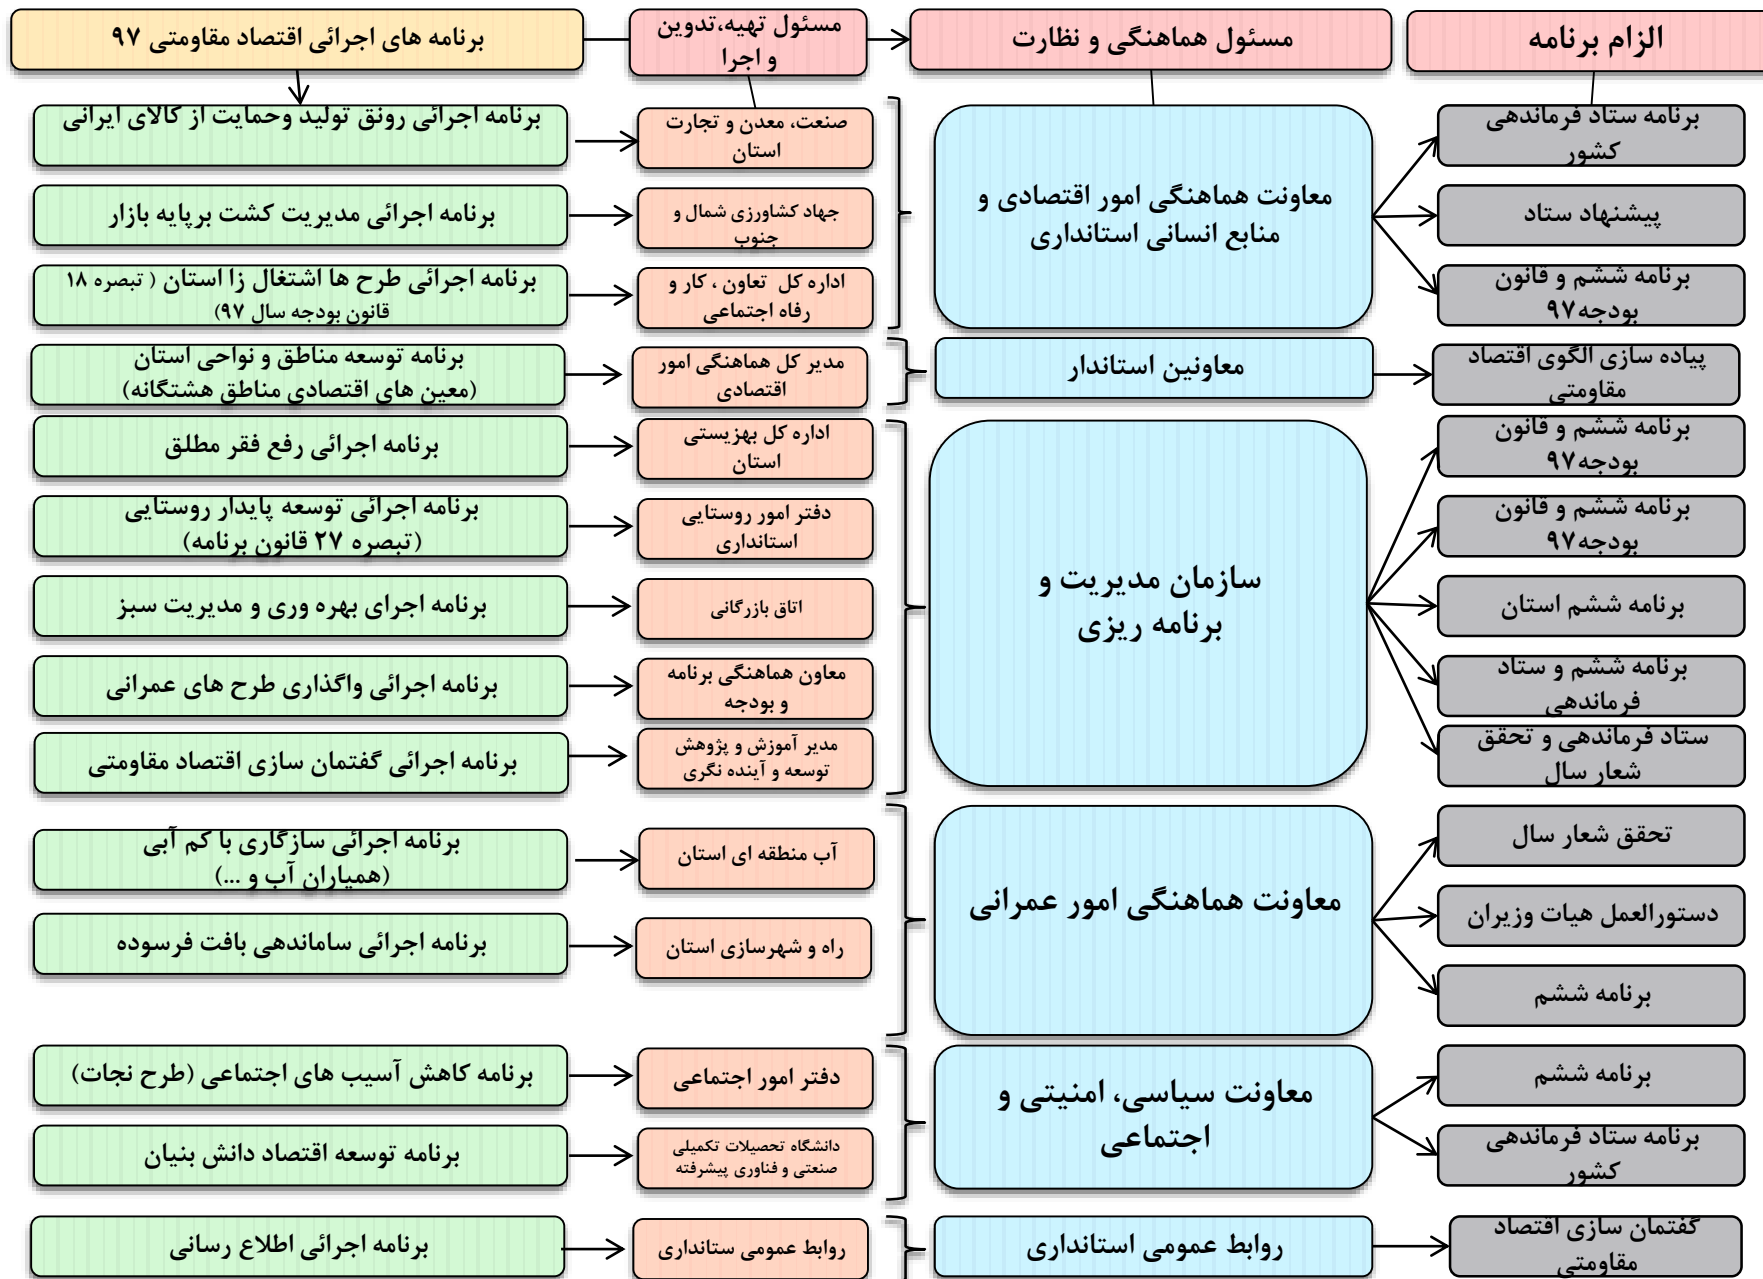 برنامه های اجرائی اقتصاد مقاومتی ۹۷
مسئول تهیه،تدوین
و اجرا
مسئول هماهنگی و نظارت
الزام برنامه
برنامه اجرائی رونق تولید وحمایت از کالای ایرانی
صنعت، معدن و تجارت
استان
برنامه اجرائی مدیریت کشت برپایه بازار
جهاد کشاورزی شمال و
جنوب
برنامه اجرائی طرح ها اشتغال زا استان ( تبصره ۱۸
قانون بودجه سال ۹۷)
اداره کل تعاون ، کار و
رفاه اجتماعی
معاونت هماهنگی امور اقتصادی و
منابع انسانی استانداری
برنامه ستاد فرماندهی
کشور
پیشنهاد ستاد
برنامه ششم و قانون
بودجه۹۷
برنامه توسعه مناطق و نواحی استان
(معین های اقتصادی مناطق هشتگانه)
مدیر کل هماهنگی امور
اقتصادی
معاونین استاندار
پیاده سازی الگوی اقتصاد
مقاومتی
برنامه اجرائی رفع فقر مطلق
اداره کل بهزیستی
استان
برنامه اجرائی توسعه پایدار روستایی
(تبصره ۲۷ قانون برنامه)
دفتر امور روستایی
استانداری
برنامه اجرای بهره وری و مدیریت سبز
اتاق بازرگانی
برنامه اجرائی واگذاری طرح های عمرانی
معاون هماهنگی برنامه
و بودجه
برنامه اجرائی گفتمان سازی اقتصاد مقاومتی
مدیر آموزش و پژوهش
توسعه و آینده نگری
سازمان مدیریت و
برنامه ریزی
برنامه ششم و قانون
بودجه۹۷
برنامه ششم و قانون
بودجه۹۷
برنامه ششم استان
برنامه ششم و ستاد
فرماندهی
ستاد فرماندهی و تحقق
شعار سال
برنامه اجرائی سازگاری با کم آبی
(همیاران آب و ...)
آب منطقه ای استان
برنامه اجرائی ساماندهی بافت فرسوده
راه و شهرسازی استان
معاونت هماهنگی امور عمرانی
تحقق شعار سال
دستورالعمل هیات وزیران
برنامه ششم
برنامه کاهش آسیب های اجتماعی (طرح نجات)
دفتر امور اجتماعی
برنامه توسعه اقتصاد دانش بنیان
دانشگاه تحصیلات تکمیلی
صنعتی و فناوری پیشرفته
معاونت سیاسی، امنیتی و
اجتماعی
برنامه ششم
برنامه ستاد فرماندهی
کشور
برنامه اجرائی اطلاع رسانی
روابط عمومی ستانداری
روابط عمومی استانداری
گفتمان سازی اقتصاد
مقاومتی